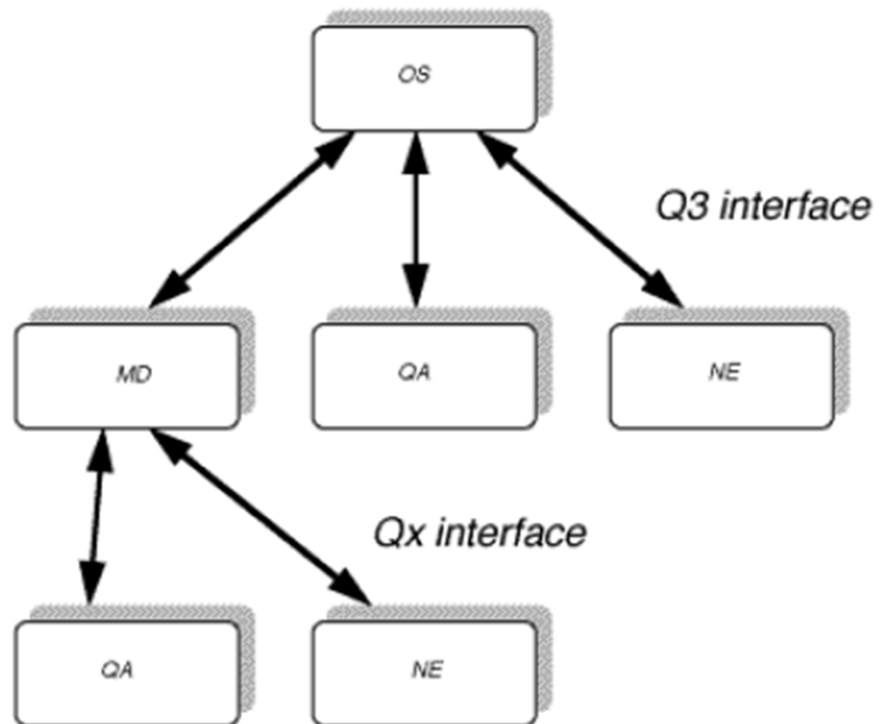 OS
Q3 interface
MD
QA
NE
Qx interface
QA
NE